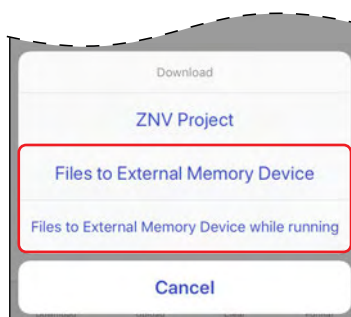 Download
ZNV Project
Files to External Memory Device
Files to External Memory Device while running
Cancel